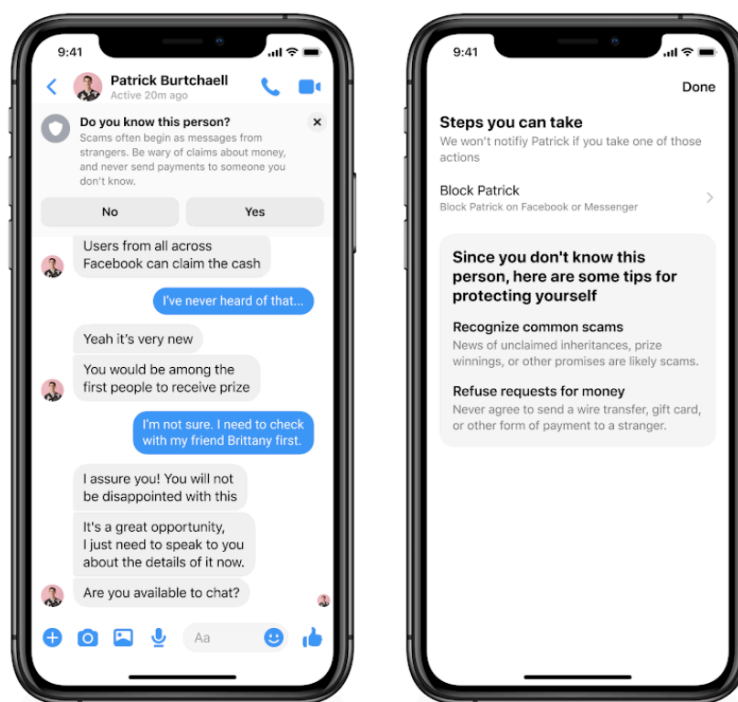 9:41
Patrick Burtchaell
Active 20m ago
Do you know this person?
Scams often begin as messages from
strangers. Be wary of claims about money,
and never send payments to someone you
don't know.
No
Yes
Users from all across
Facebook can claim the cash
I've never heard of that...
Yeah it's very new
You would be among the
first people to receive prize
I'm not sure. I need to check
with my friend Brittany first.
I assure you! You will not
be disappointed with this
It's a great opportunity,
I just need to speak to you
about the details of it now.
Are you available to chat?
Aa
9:41
Done
Steps you can take
We won't notifiy Patrick if you take one of those
actions
Block Patrick
Block Patrick on Facebook or Messenger
Since you don't know this
person, here are some tips for
protecting yourself
Recognize common scams
News of unclaimed inheritances, prize
winnings, or other promises are likely scams.
Refuse requests for money
Never agree to send a wire transfer, gift card,
or other form of payment to a stranger.